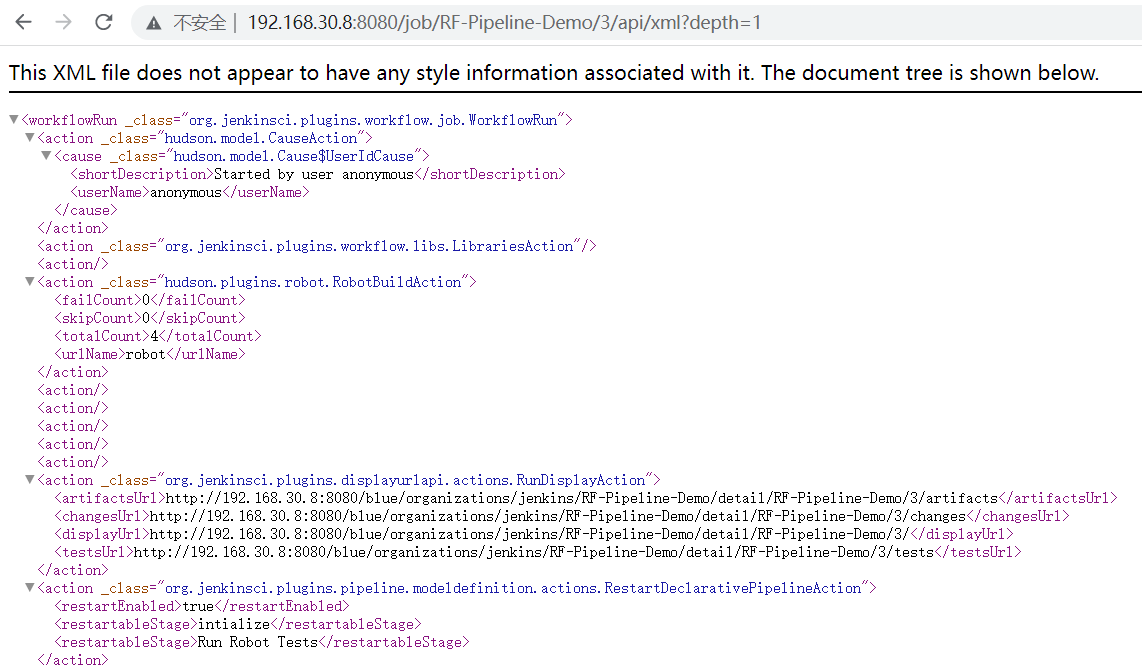 不安全 | 192.168.30.8:8080/job/RF-Pipeline-Demo/3/api/xml?depth=1
This XML file does not appear to have any style information associated with it. The document tree is shown below.
▼<workflowRun _class="org.jenkinsci.plugins.workflow.job.WorkflowRun">
▼<action _class="hudson.model.CauseAction">
▼<cause _class="hudson.model.Cause$UserIdCause">
<shortDescription>Started by user anonymous</shortDescription>
<userName>anonymous</userName>
</cause>
</action>
<action _class="org.jenkinsci.plugins.workflow.libs.LibrariesAction"/>
<action/>
▼<action _class="hudson.plugins.robot.RobotBuildAction">
<failCount>0</failCount>
<skipCount>0</skipCount>
<totalCount>4</totalCount>
<urlName>robot</urlName>
</action>
<action/>
<action/>
<action/>
<action/>
<action/>
▼<action _class="org.jenkinsci.plugins.displayurlapi.actions.RunDisplayAction">
<artifactsUrl>http://192.168.30.8:8080/blue/organizations/jenkins/RF-Pipeline-Demo/detail/RF-Pipeline-Demo/3/artifacts</artifactsUrl>
<changesUrl>http://192.168.30.8:8080/blue/organizations/jenkins/RF-Pipeline-Demo/detail/RF-Pipeline-Demo/3/changes</changesUrl>
<displayUrl>http://192.168.30.8:8080/blue/organizations/jenkins/RF-Pipeline-Demo/detail/RF-Pipeline-Demo/3/</displayUrl>
<testsUrl>http://192.168.30.8:8080/blue/organizations/jenkins/RF-Pipeline-Demo/detail/RF-Pipeline-Demo/3/tests</testsUrl>
</action>
▼<action _class="org.jenkinsci.plugins.pipeline.modeldefinition.actions.RestartDeclarativePipelineAction">
<restartEnabled>true</restartEnabled>
<restartableStage>intialize</restartableStage>
<restartableStage>Run Robot Tests</restartableStage>
</action>